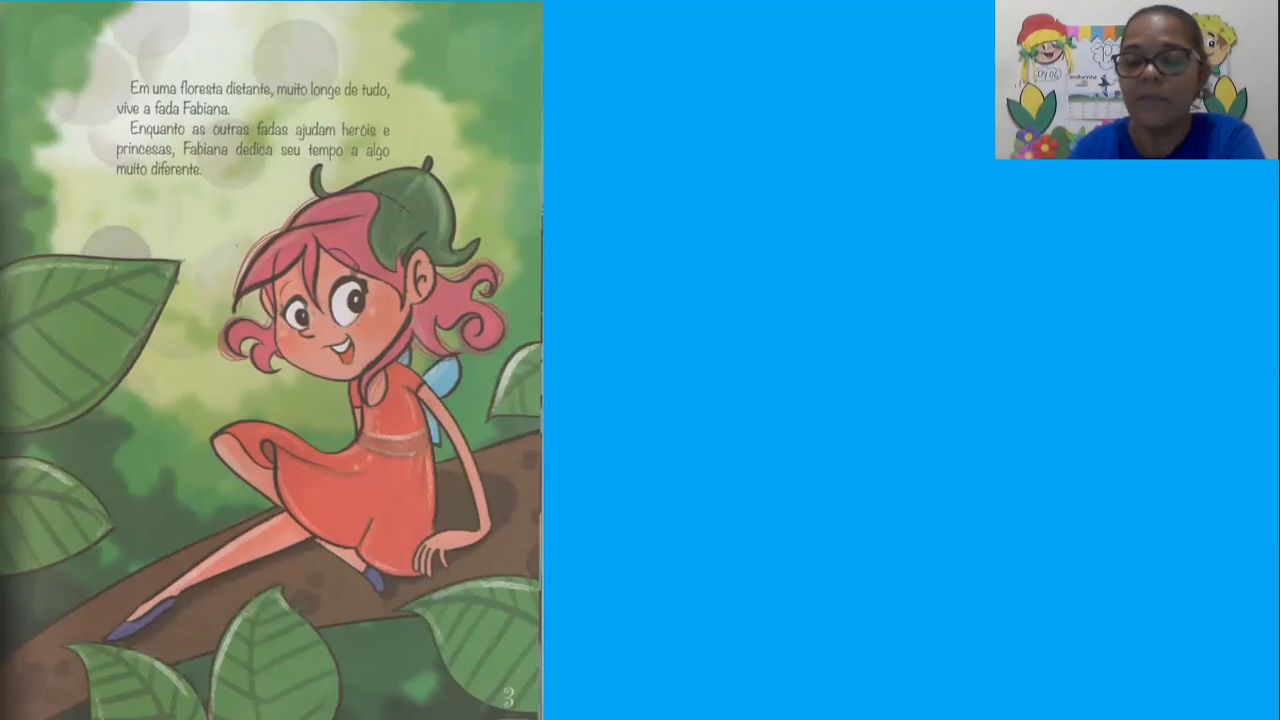 Em uma floresta distante, muito longe de tudo,
vive a fada Fabiana.
Enquanto as outras fadas ajudam heróis e
princesas, Fabiana dedica seu tempo a algo
muito diferente.
3